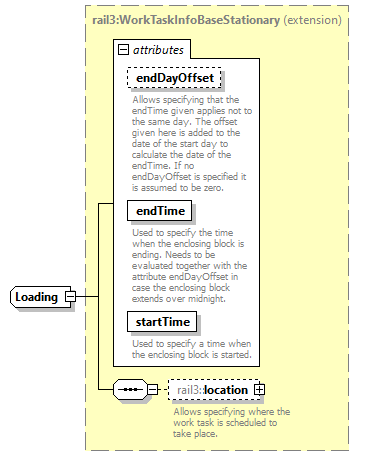 rail3:WorkTaskInfoBaseStationary (extension)
attributes
endDayOffset
Allows specifying that the
endTime given applies not to
the same day. The offset
given here is added to the
date of the start day to
calculate the date of the
endTime. If no
endDayOffset is specified it
is assumed to be zero.
endTime
Used to specify the time
when the enclosing block is
ending. Needs to be
evaluated together with the
attribute endDayOffset in
case the enclosing block
extends over midnight.
startTime
Used to specify a time when
the enclosing block is started.
Loading
rail3:location
Allows specifying where the
work task is scheduled to
take place.